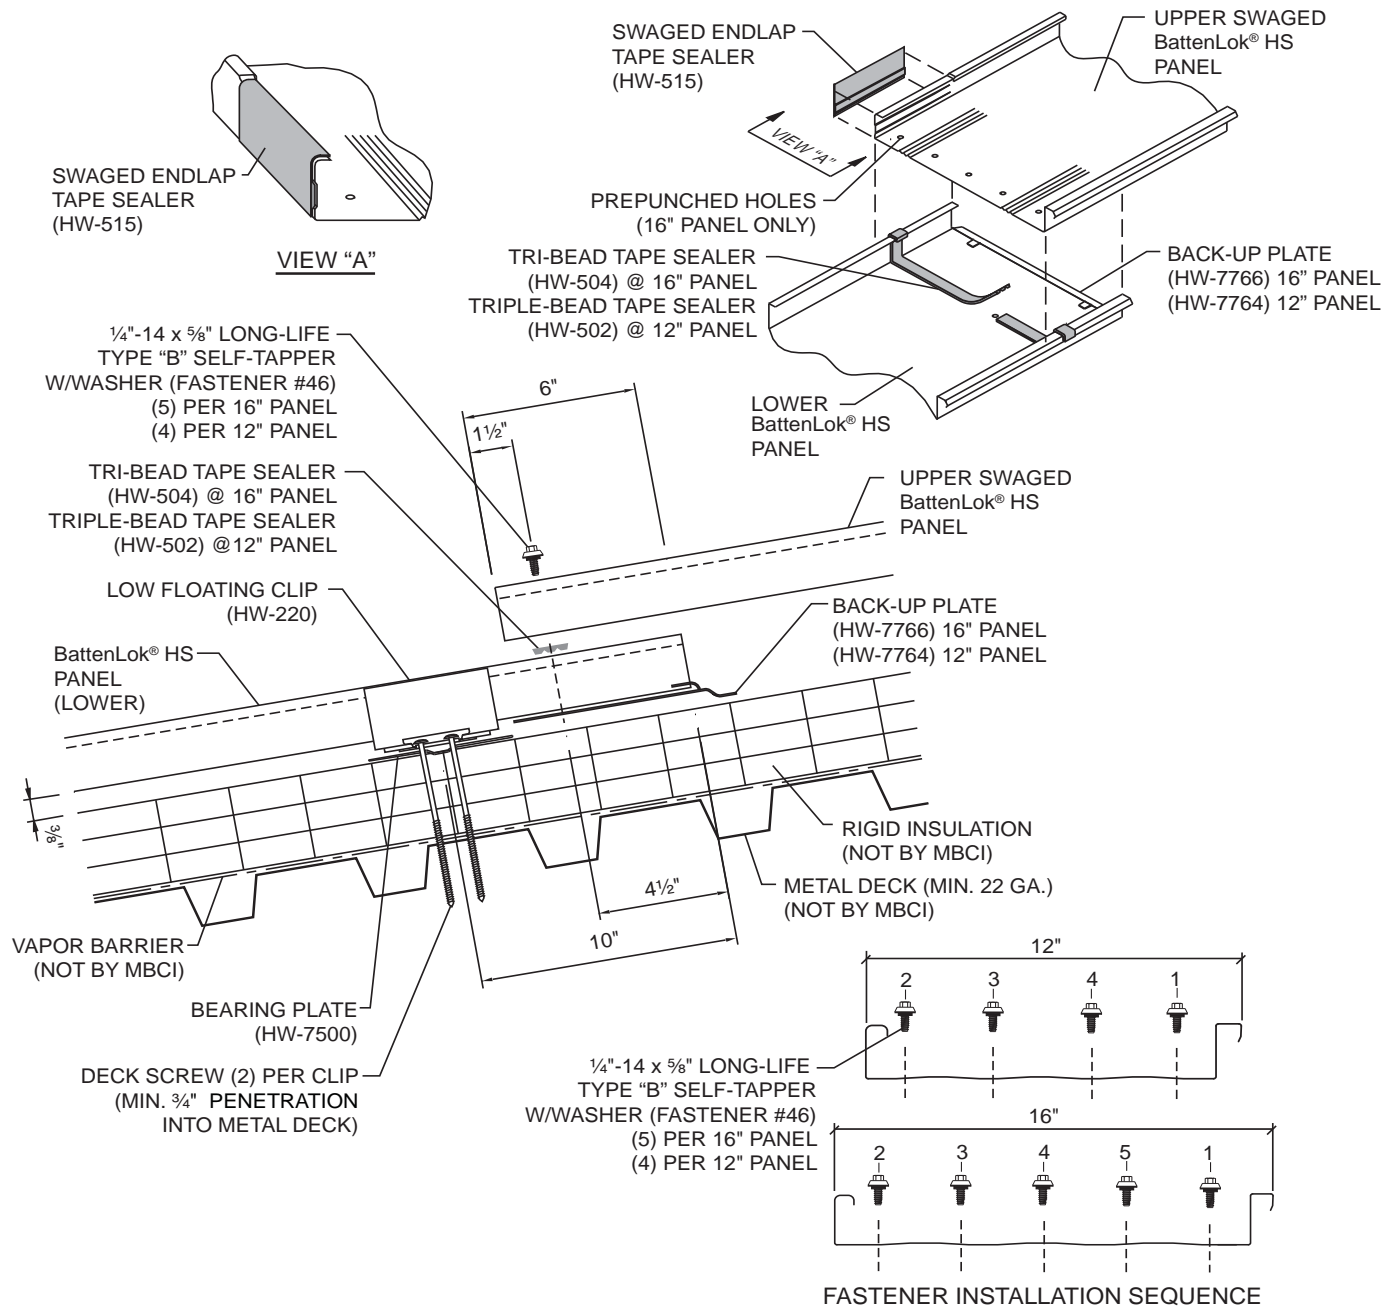 SWAGED ENDLAP
TAPE SEALER
(HW-515)
VIEW “A”
SWAGED ENDLAP
TAPE SEALER
(HW-515)
UPPER SWAGED
BattenLok® HS
PANEL
VIEW “A”
PREPUNCHED HOLES
(16" PANEL ONLY)
TRI-BEAD TAPE SEALER
(HW-504) @ 16" PANEL
TRIPLE-BEAD TAPE SEALER
(HW-502) @ 12" PANEL
BACK-UP PLATE
(HW-7766) 16” PANEL
(HW-7764) 12” PANEL
LOWER
BattenLok® HS
PANEL
¼"-14 x ⅝" LONG-LIFE
TYPE “B” SELF-TAPPER
W/WASHER (FASTENER #46)
(5) PER 16" PANEL
(4) PER 12" PANEL
6"
1½"
TRI-BEAD TAPE SEALER
(HW-504) @ 16" PANEL
TRIPLE-BEAD TAPE SEALER
(HW-502) @12" PANEL
UPPER SWAGED
BattenLok® HS
PANEL
LOW FLOATING CLIP
(HW-220)
BACK-UP PLATE
(HW-7766) 16" PANEL
(HW-7764) 12" PANEL
BattenLok® HS
PANEL
(LOWER)
⅜"
RIGID INSULATION
(NOT BY MBCI)
METAL DECK (MIN. 22 GA.)
(NOT BY MBCI)
4½"
10"
VAPOR BARRIER
(NOT BY MBCI)
BEARING PLATE
(HW-7500)
DECK SCREW (2) PER CLIP
(MIN. ¾" PENETRATION
INTO METAL DECK)
12"
2 3 4 1
¼"-14 x ⅝" LONG-LIFE
TYPE “B” SELF-TAPPER
W/WASHER (FASTENER #46)
(5) PER 16" PANEL
(4) PER 12" PANEL
16"
2 3 4 5 1
FASTENER INSTALLATION SEQUENCE